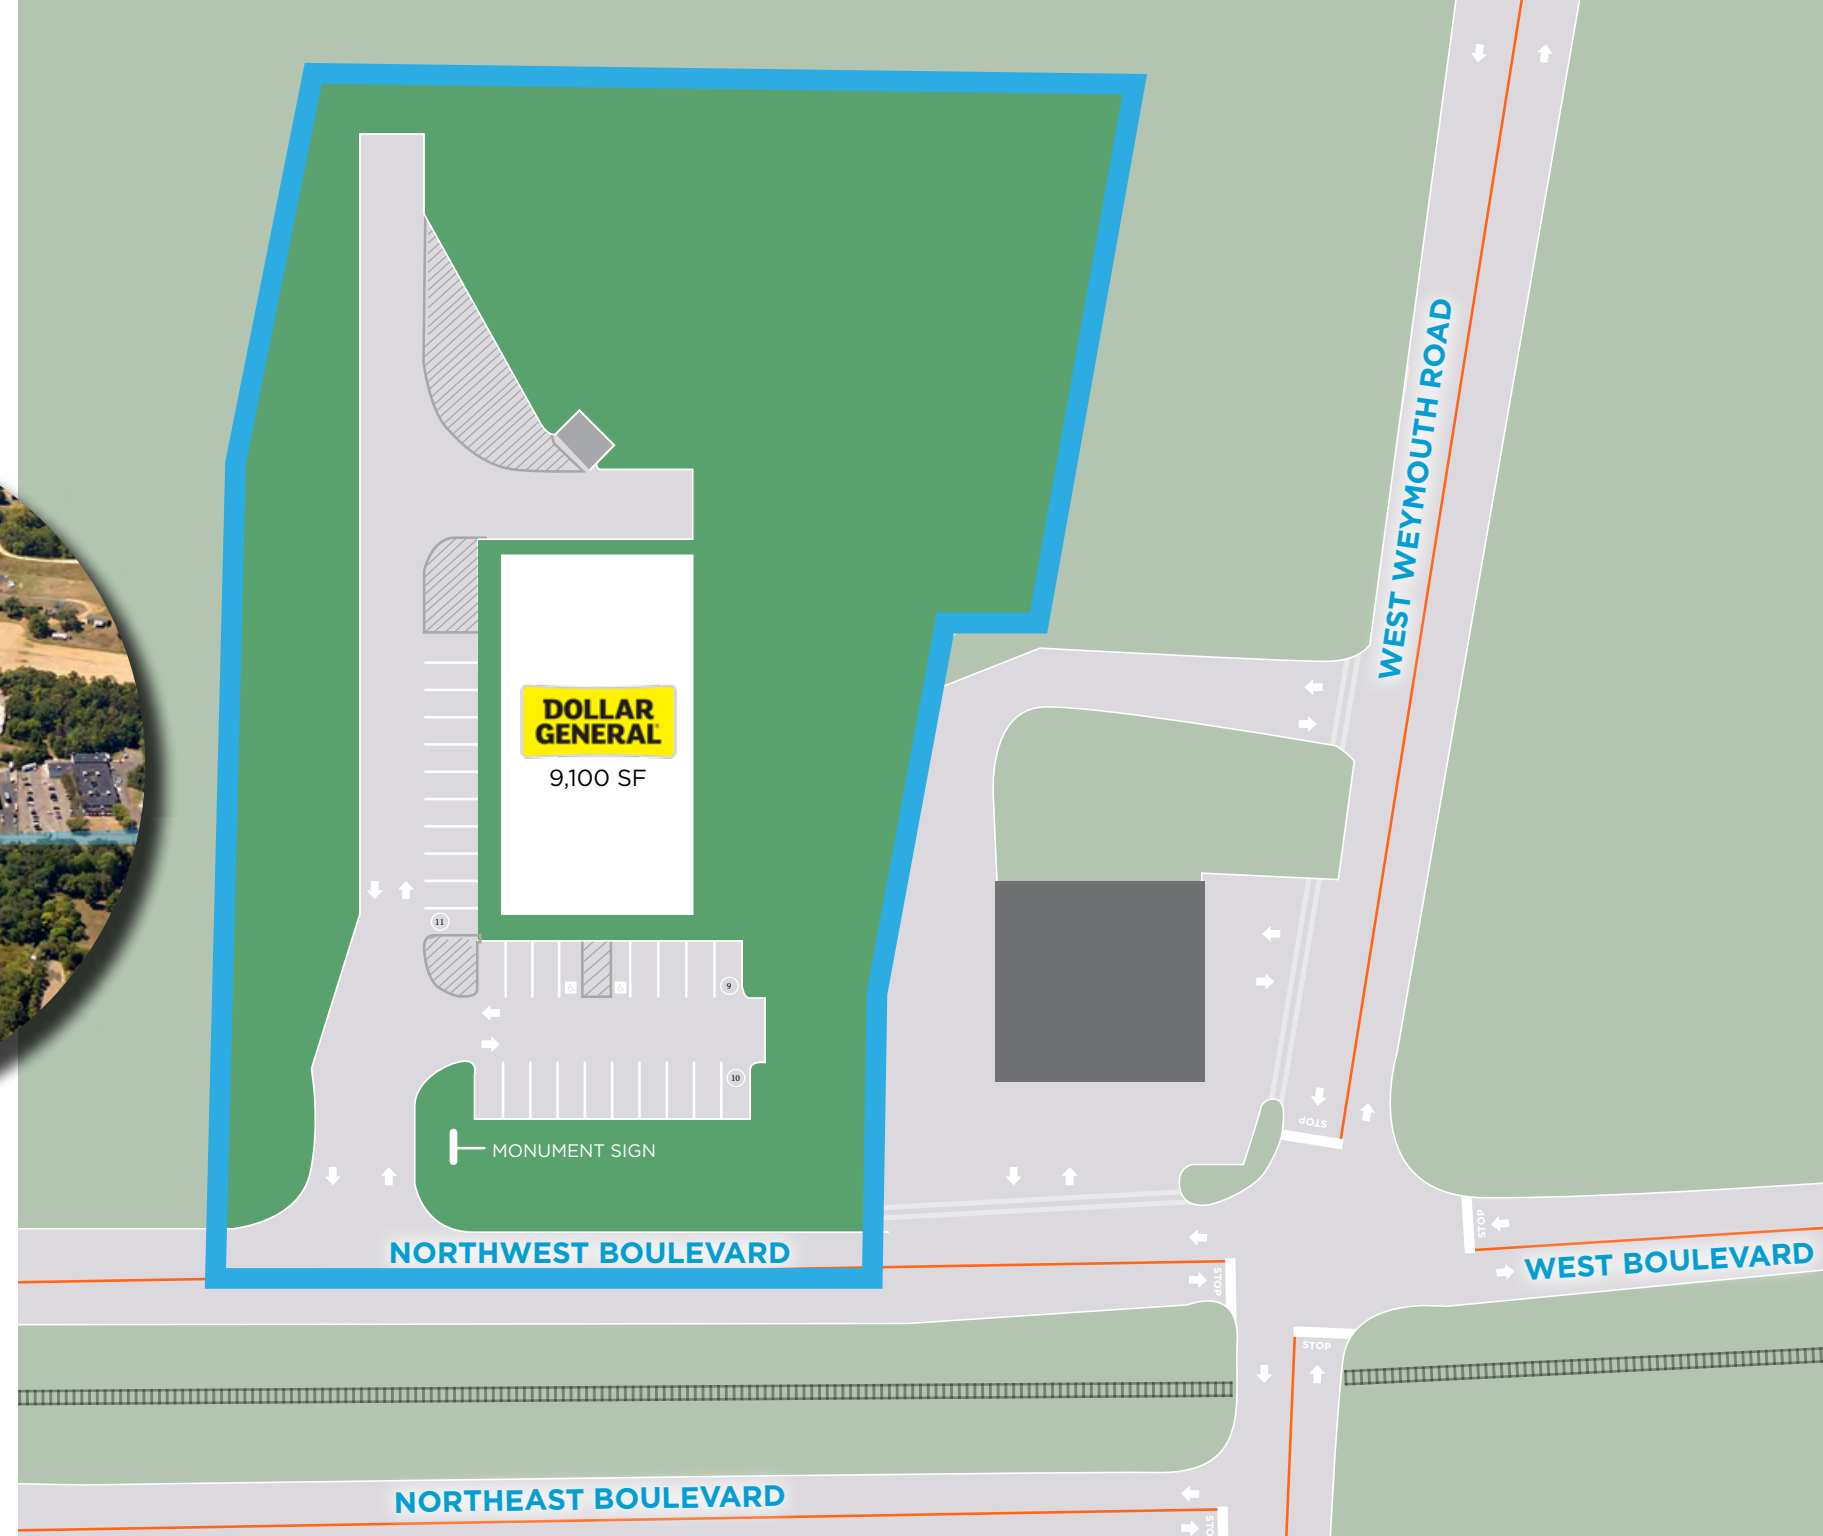 WEST WEYMOUTH ROAD
DOLLAR
GENERAL
9,100 SF
11
9
10
MONUMENT SIGN
STOP
STOP
NORTHWEST BOULEVARD
STOP
WEST BOULEVARD
STOP
NORTHEAST BOULEVARD
STO